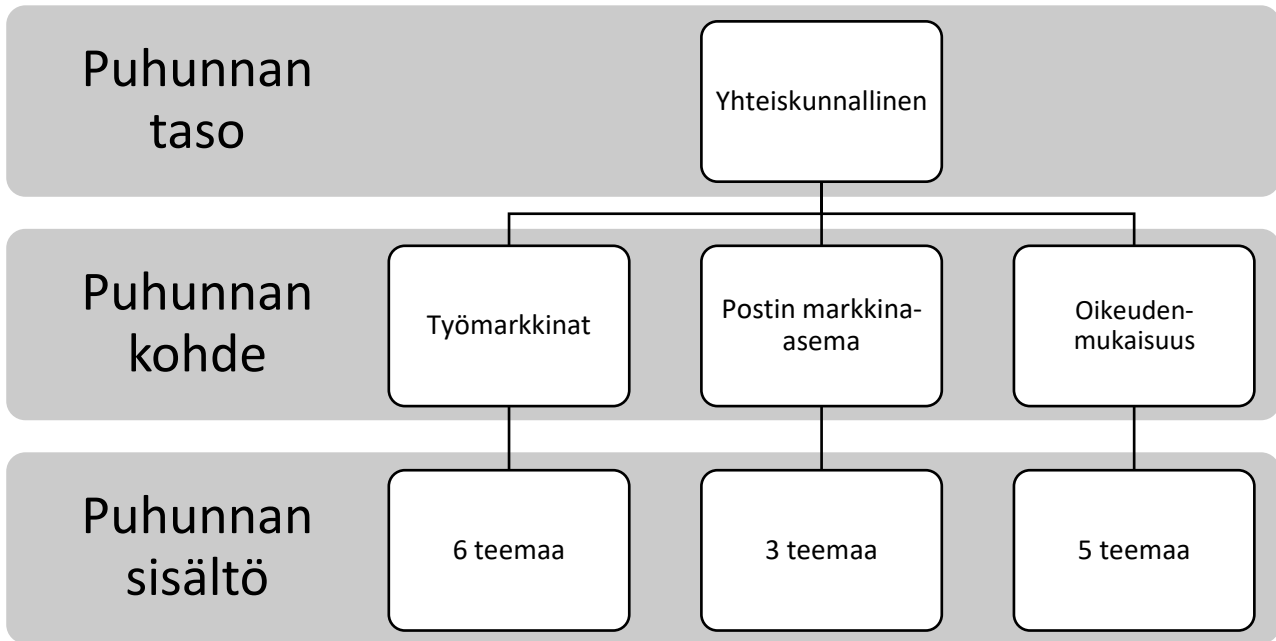 Puhunnan
taso
Yhteiskunnallinen
Puhunnan
kohde
Työmarkkinat
Postin markkina-
asema
Oikeuden-
mukaisuus
Puhunnan
sisältö
6 teemaa
3 teemaa
5 teemaa